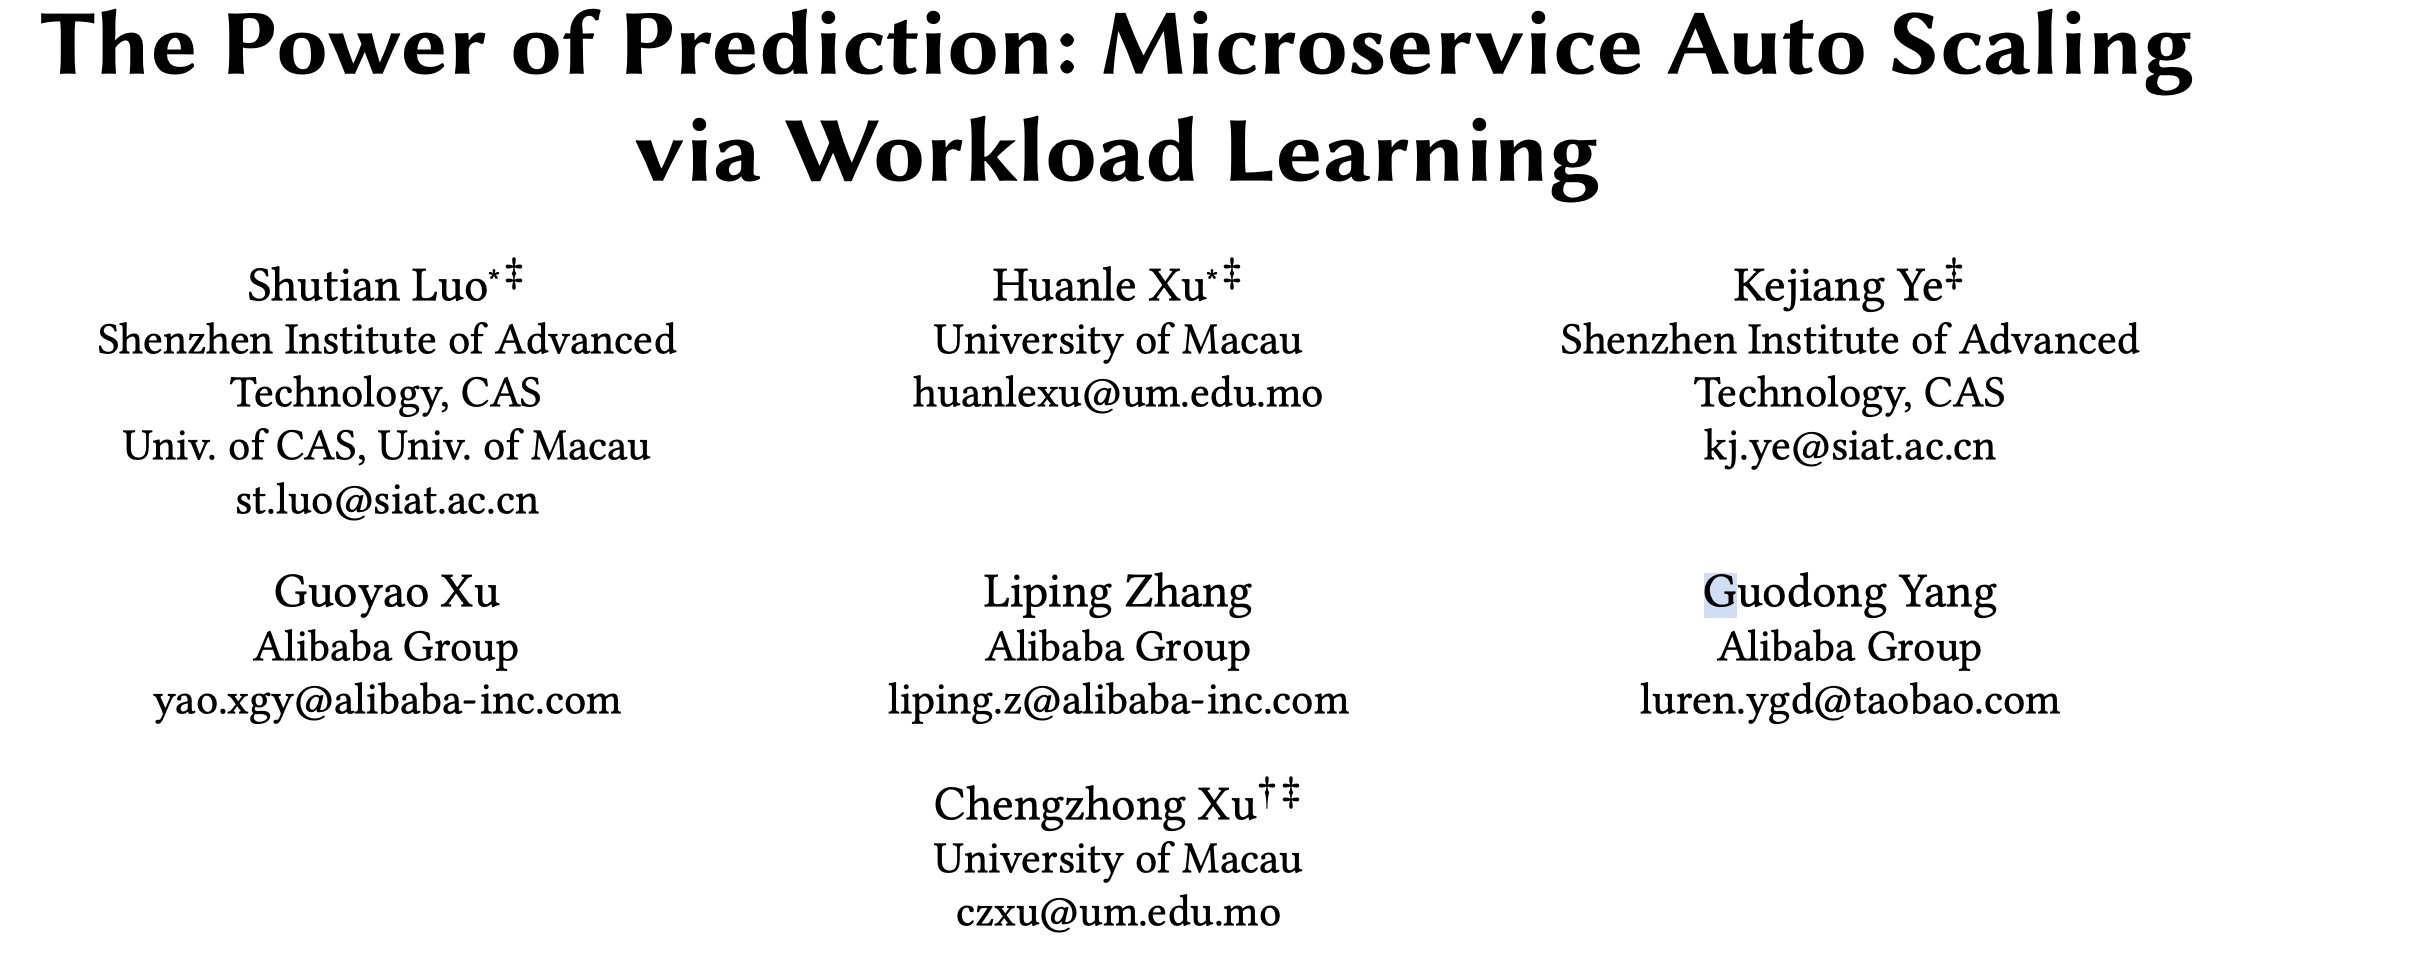 The Power of Prediction: Microservice Auto Scaling
via Workload Learning
Shutian Luo*‡
Shenzhen Institute of Advanced
Technology, CAS
Univ. of CAS, Univ. of Macau
st.luo@siat.ac.cn
Huanle Xu*‡
University of Macau
huanlexu@um.edu.mo
Kejiang Ye‡
Shenzhen Institute of Advanced
Technology, CAS
kj.ye@siat.ac.cn
Guoyao Xu
Alibaba Group
yao.xgy@alibaba-inc.com
Liping Zhang
Alibaba Group
liping.z@alibaba-inc.com
Guodong Yang
Alibaba Group
luren.ygd@taobao.com
Chengzhong Xu†‡
University of Macau
czxu@um.edu.mo